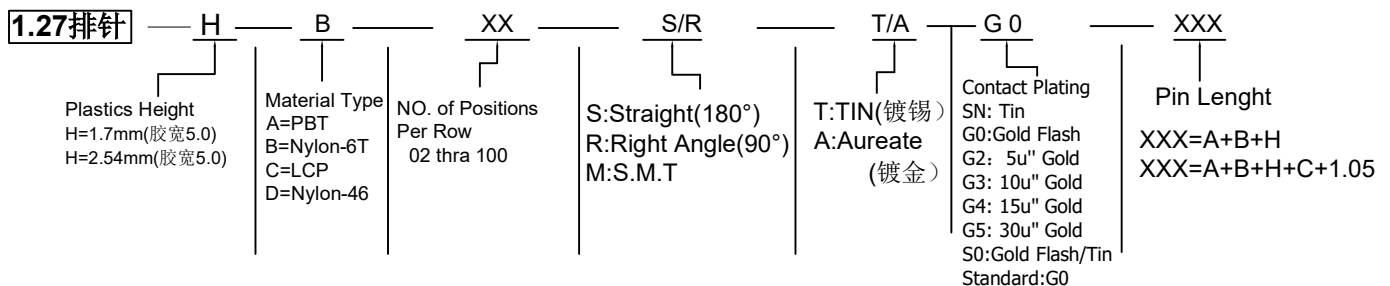 1.27排针 H B XX S/R T/A G 0 XXX
Plastics Height
H=1.7mm(胶宽5.0)
H=2.54mm(胶宽5.0)
Material Type
A=PBT
B=Nylon-6T
C=LCP
D=Nylon-46
NO. of Positions
Per Row
02 thra 100
S:Straight(180°)
R:Right Angle(90°)
M:S.M.T
T:TIN(镀锡）
A:Aureate
(镀金）
Contact Plating
SN: Tin
G0:Gold Flash
G2: 5u" Gold
G3: 10u" Gold
G4: 15u" Gold
G5: 30u" Gold
S0:Gold Flash/Tin
Standard:G0
Pin Lenght
XXX=A+B+H
XXX=A+B+H+C+1.05